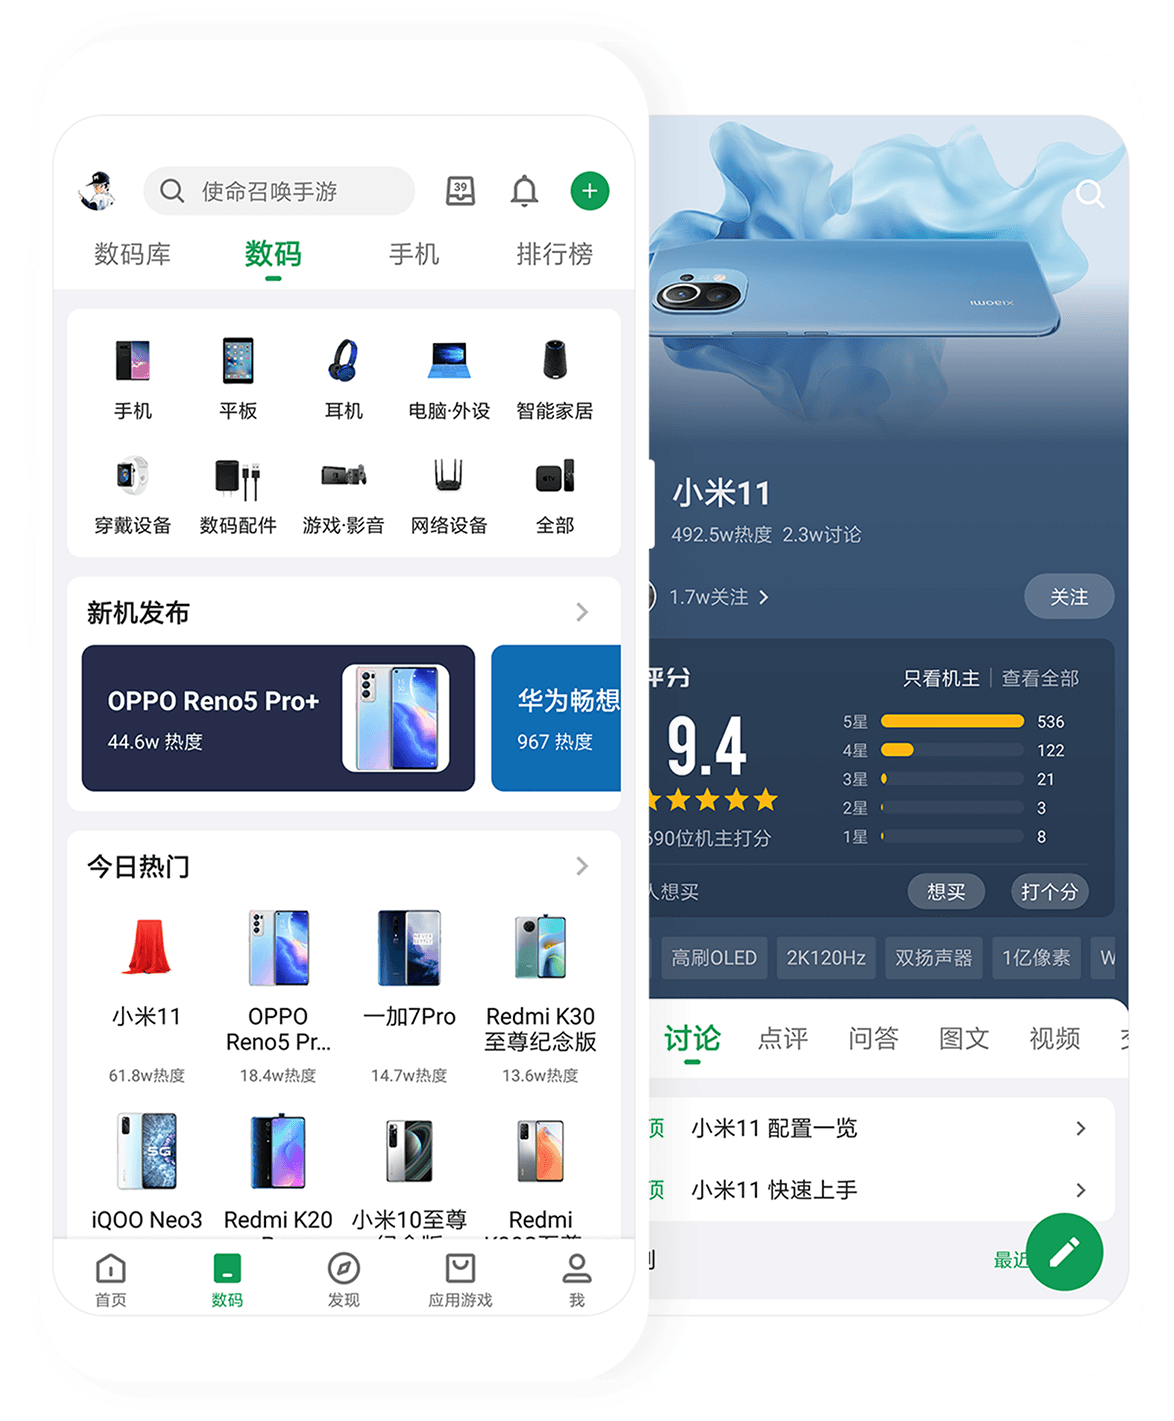 使命召唤手游
39
数码库 数码 手机 排行榜
手机 平板 耳机 电脑·外设 智能家居
穿戴设备 数码配件 游戏·影音 网络设备 全部
新机发布
OPPO Reno5 Pro+
44.6w 热度
华为畅想
967 热度
今日热门
小米11
OPPO Reno5 Pr...
一加7Pro
Redmi K30 至尊纪念版
61.8w热度 18.4w热度 14.7w热度 13.6w热度
iQOO Neo3 Redmi K20 小米10至尊 Redmi
首页 数码 发现 应用游戏 我
xiaomi
小米11
492.5w热度 2.3w讨论
1.7w关注
关注
评分
只看机主 查看全部
9.4
5星 536
4星 122
3星 21
2星 3
1星 8
690位机主打分
人想买
想买
打个分
高刷OLED 2K120Hz 双扬声器 1亿像素 W
讨论 点评 问答 图文 视频
顶 小米11 配置一览
顶 小米11 快速上手
最近